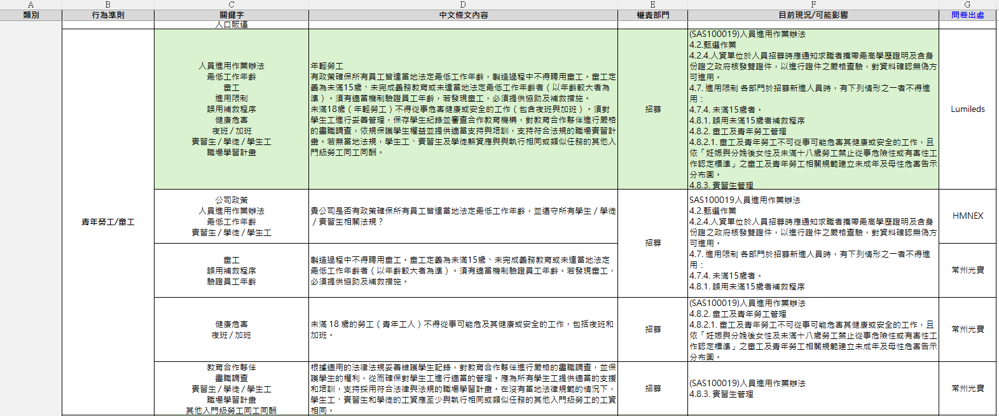 A B C D E F G
類別 行為準則 關鍵字 中文條文內容 權責部門 目前現況/可能影響 問卷出處
人口販運
青年勞工/童工
人員進用作業辦法
最低工作年齡
童工
進用限制
誤用補救程序
健康危害
夜班 / 加班
實習生 / 學徒 / 學生工
職場學習計畫
年輕勞工
有政策確保所有員工皆達當地法定最低工作年齡，製造過程中不得聘用童工。童工定
義為未滿15歲、未完成義務教育或未達當地法定最低工作年齡者（以年齡較大者為
準）。須有適當機制驗證員工年齡，若發現童工，必須提供協助及補救措施。
未滿18歲（年輕勞工）不得從事危害健康或安全的工作（包含夜班與加班）。須對
學生工進行妥善管理，保存學生紀錄並審查合作教育機構，對教育合作夥伴進行嚴格
的盡職調查，依規保護學生權益並提供適當支持與培訓，支持符合法規的職場實習計
畫。若無當地法規，學生工、實習生及學徒薪資應與與執行相同或類似任務的其他入
門級勞工同工同酬。
招募
(SAS100019)人員進用作業辦法
4.2.甄選作業
4.2.4.人資單位於人員招募時應通知求職者攜帶最高學歷證明及含身
份證之政府核發雙證件，以進行證件之嚴格查驗，對資料確認無偽方
可進用。
4.7. 進用限制 各部門於招募新進人員時，有下列情形之一者不得進
用：
4.7.4. 未滿15歲者。
4.8.1. 誤用未滿15歲者補救程序
4.8.2. 童工及青年勞工管理
4.8.2.1. 童工及青年勞工不可從事可能危害其健康或安全的工作，且
依「妊娠與分娩後女性及未滿十八歲勞工禁止從事危險性或有害性工
作認定標準」之童工及青年勞工相關規範建立未成年及母性危害告示
分布圖。
4.8.3. 實習生管理
Lumileds
公司政策
人員進用作業辦法
最低工作年齡
實習生 / 學徒 / 學生工
貴公司是否有政策確保所有員工皆達當地法定最低工作年齡，並遵守所有學生 / 學徒
/ 實習生相關法規？
招募
SAS100019人員進用作業辦法
4.2.甄選作業
4.2.4.人資單位於人員招募時應通知求職者攜帶最高學歷證明及含身
份證之政府核發雙證件，以進行證件之嚴格查驗，對資料確認無偽方
可進用。
4.7. 進用限制 各部門於招募新進人員時，有下列情形之一者不得進
用：
4.7.4. 未滿15歲者。
4.8.1. 誤用未滿15歲者補救程序
HMNEX
童工
誤用補救程序
驗證員工年齡
製造過程中不得聘用童工。童工定義為未滿15歲、未完成義務教育或未達當地法定
最低工作年齡者（以年齡較大者為準）。須有適當機制驗證員工年齡。若發現童工，
必須提供協助及補救措施。
常州光寶
健康危害
夜班 / 加班
未滿 18 歲的勞工（青年工人）不得從事可能危及其健康或安全的工作，包括夜班和
加班。
招募
(SAS100019)人員進用作業辦法
4.8.2. 童工及青年勞工管理
4.8.2.1. 童工及青年勞工不可從事可能危害其健康或安全的工作，且
依「妊娠與分娩後女性及未滿十八歲勞工禁止從事危險性或有害性工
作認定標準」之童工及青年勞工相關規範建立未成年及母性危害告示
分布圖。
常州光寶
教育合作夥伴
盡職調查
實習生 / 學徒 / 學生工
職場學習計畫
其他入門級勞工同工同酬
根據適用的法律法規妥善維護學生記錄，對教育合作夥伴進行嚴格的盡職調查，並保
護學生的權利，從而確保對學生工進行適當的管理。應為所有學生工提供適當的支援
和培訓，支持採用符合法律與法規的職場學習計畫。在沒有當地法律規範的情況下，
學生工、實習生和學徒的工資應至少與執行相同或類似任務的其他入門級勞工的工資
相同。
招募
(SAS100019)人員進用作業辦法
4.8.3. 實習生管理
常州光寶